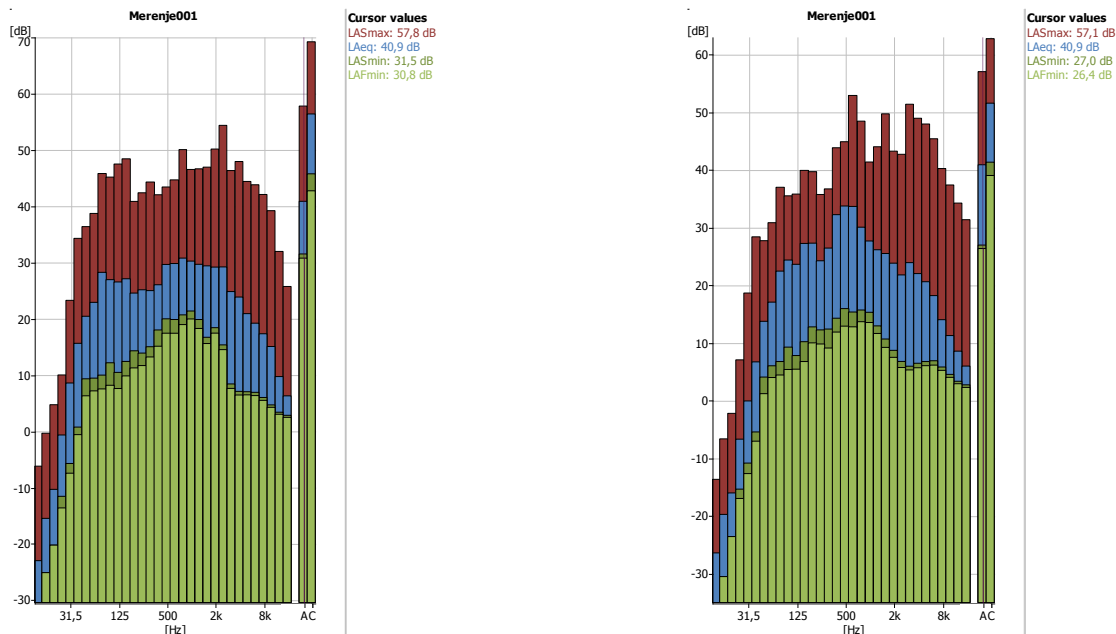 Merenje001
[dB]
70
60
50
40
30
20
10
0
-10
-20
-30
31,5 125 500 2k 8k A C
[Hz]
Cursor values
LASmax: 57,8 dB
LAeq: 40,9 dB
LASmin: 31,5 dB
LAFmin: 30,8 dB
Merenje001
[dB]
60
50
40
30
20
10
0
-10
-20
-30
31,5 125 500 2k 8k A C
[Hz]
Cursor values
LASmax: 57,1 dB
LAeq: 40,9 dB
LASmin: 27,0 dB
LAFmin: 26,4 dB